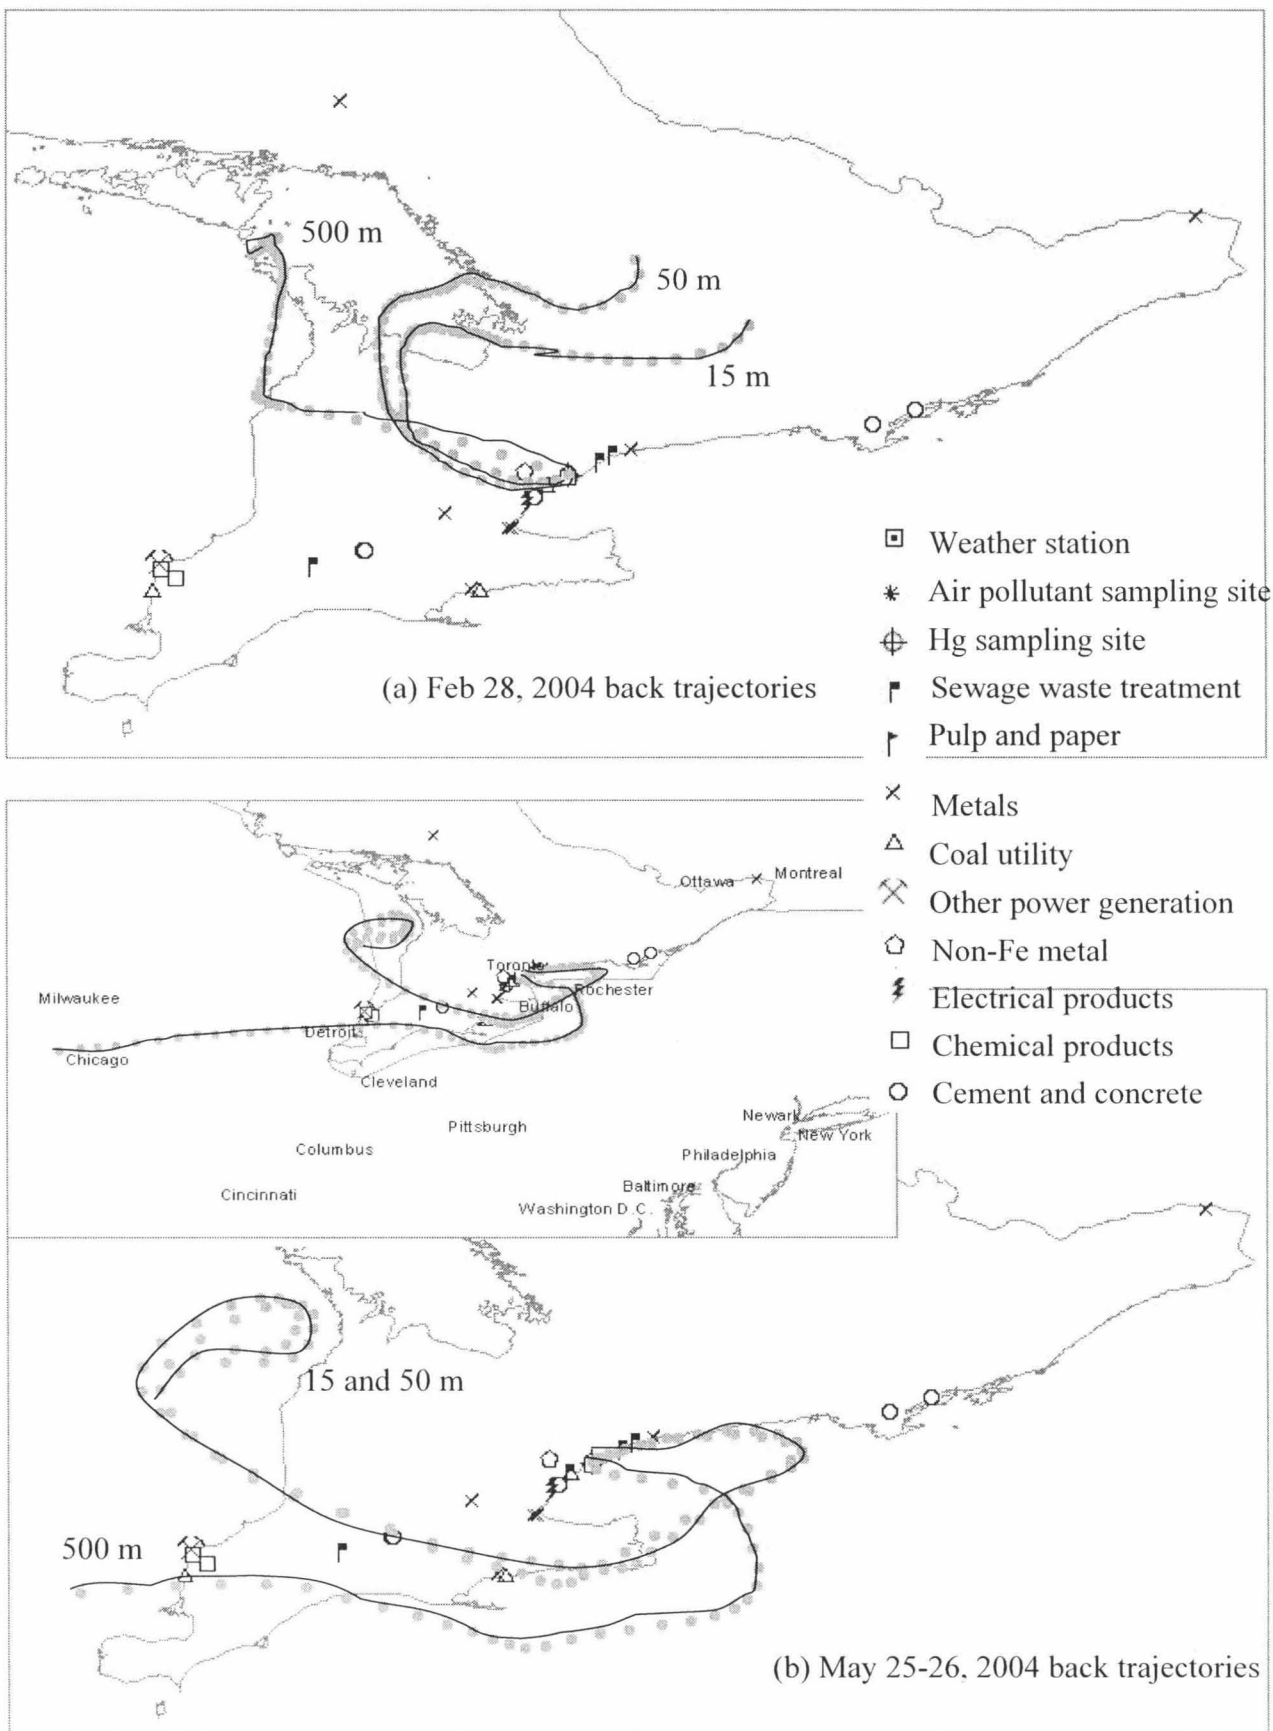 500 m
50 m
15 m
Weather station
Air pollutant sampling site
Hg sampling site
(a) Feb 28, 2004 back trajectories
Sewage waste treatment
Pulp and paper
Metals
Coal utility
Other power generation
Non-Fe metal
Electrical products
Chemical products
Cement and concrete
Ottawa
Montreal
Toronto
Milwaukee
Rochester
Buffalo
Detroit
Chicago
Cleveland
Newark
Pittsburgh
New York
Columbus
Philadelphia
Baltimore
Cincinnati
Washington D.C.
15 and 50 m
500 m
(b) May 25-26, 2004 back trajectories